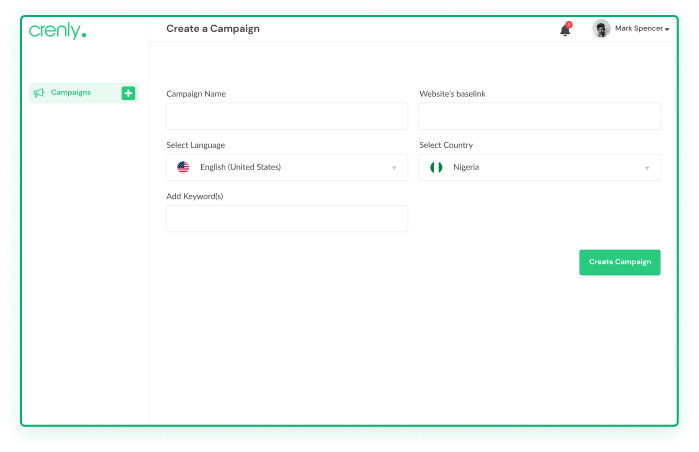 crenly.
Create a Campaign
Mark Spencer
Campaigns
Campaign Name
Website's baselink
Select Language
Select Country
English (United States)
Nigeria
Add Keyword(s)
Create Campaign